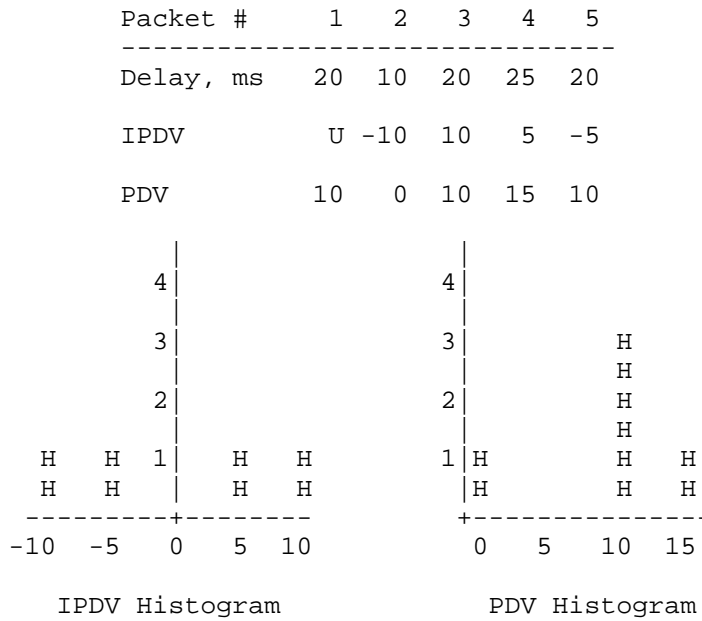 Packet #     1   2   3   4   5
-------------------------------
Delay, ms   20  10  20  25  20
IPDV         U -10  10   5  -5
PDV         10   0  10  15  10
|                   |
4|                  4|
|                   |
3|                  3|          H
|                   |          H
2|                  2|          H
|                   |          H
H   H  1|   H   H         1|H         H   H
H   H   |   H   H          |H         H   H
---------+--------          +---------------
-10  -5   0   5  10           0   5   10  15
IPDV Histogram              PDV Histogram